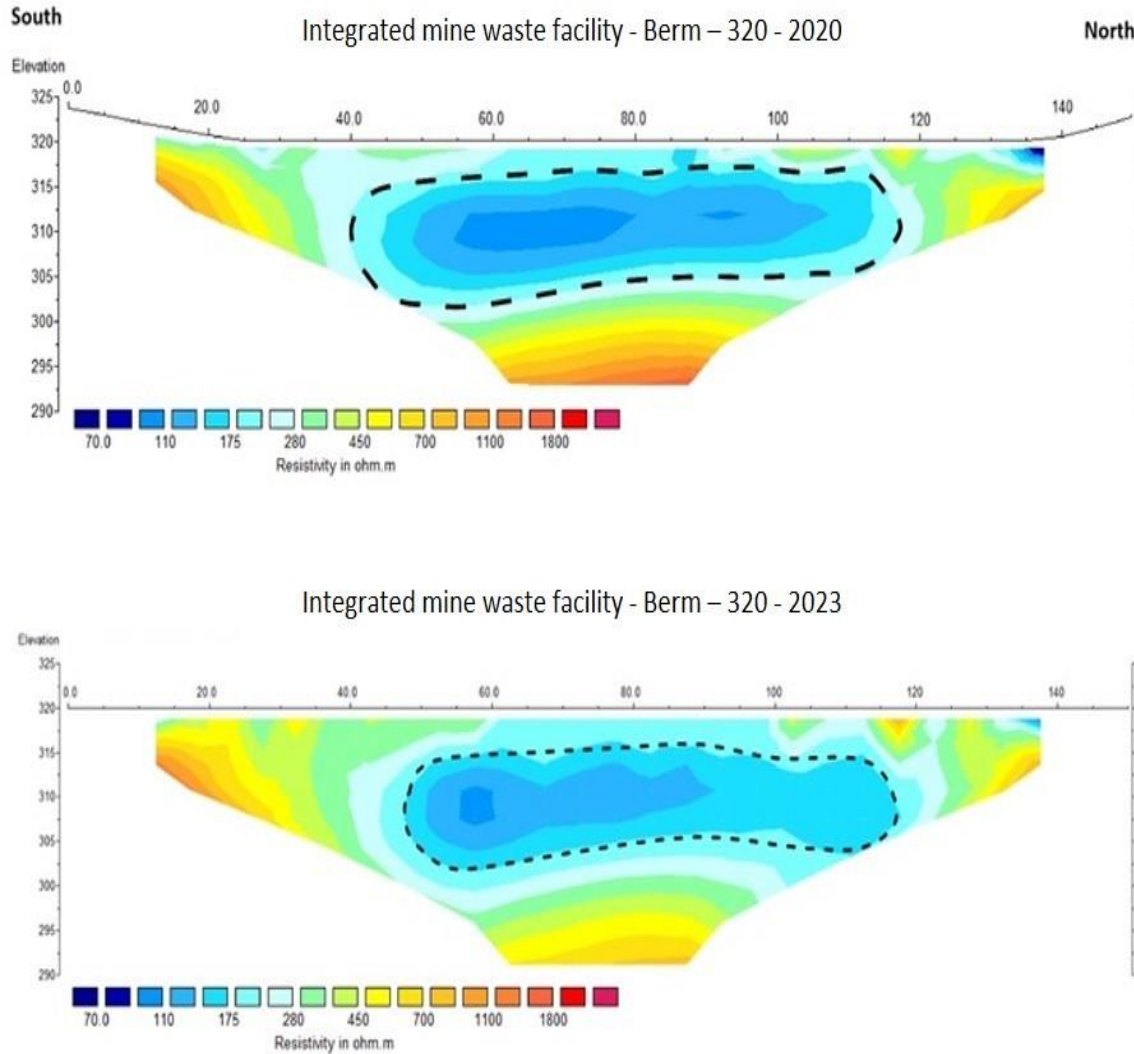 South
Integrated mine waste facility - Berm – 320 - 2020
North
Elevation
0.0 20.0 40.0 60.0 80.0 100 120 140
325
320
315
310
305
300
295
290
70.0 110 175 280 450 700 1100 1800
Resistivity in ohm.m
Integrated mine waste facility - Berm – 320 - 2023
Elevation
325
0.0 20.0 40.0 60.0 80.0 100 120 140
320
315
310
305
300
295
290
70.0 110 175 280 450 700 1100 1800
Resistivity in ohm.m